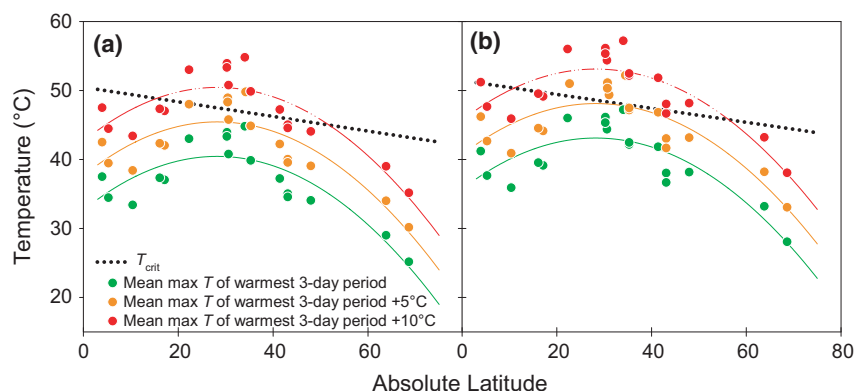 60
50
40
30
20
Temperature (°C)
(a)
(b)
T crit
Mean max T of warmest 3-day period
Mean max T of warmest 3-day period +5°C
Mean max T of warmest 3-day period +10°C
0 20 40 60 0 20 40 60 80
Absolute Latitude